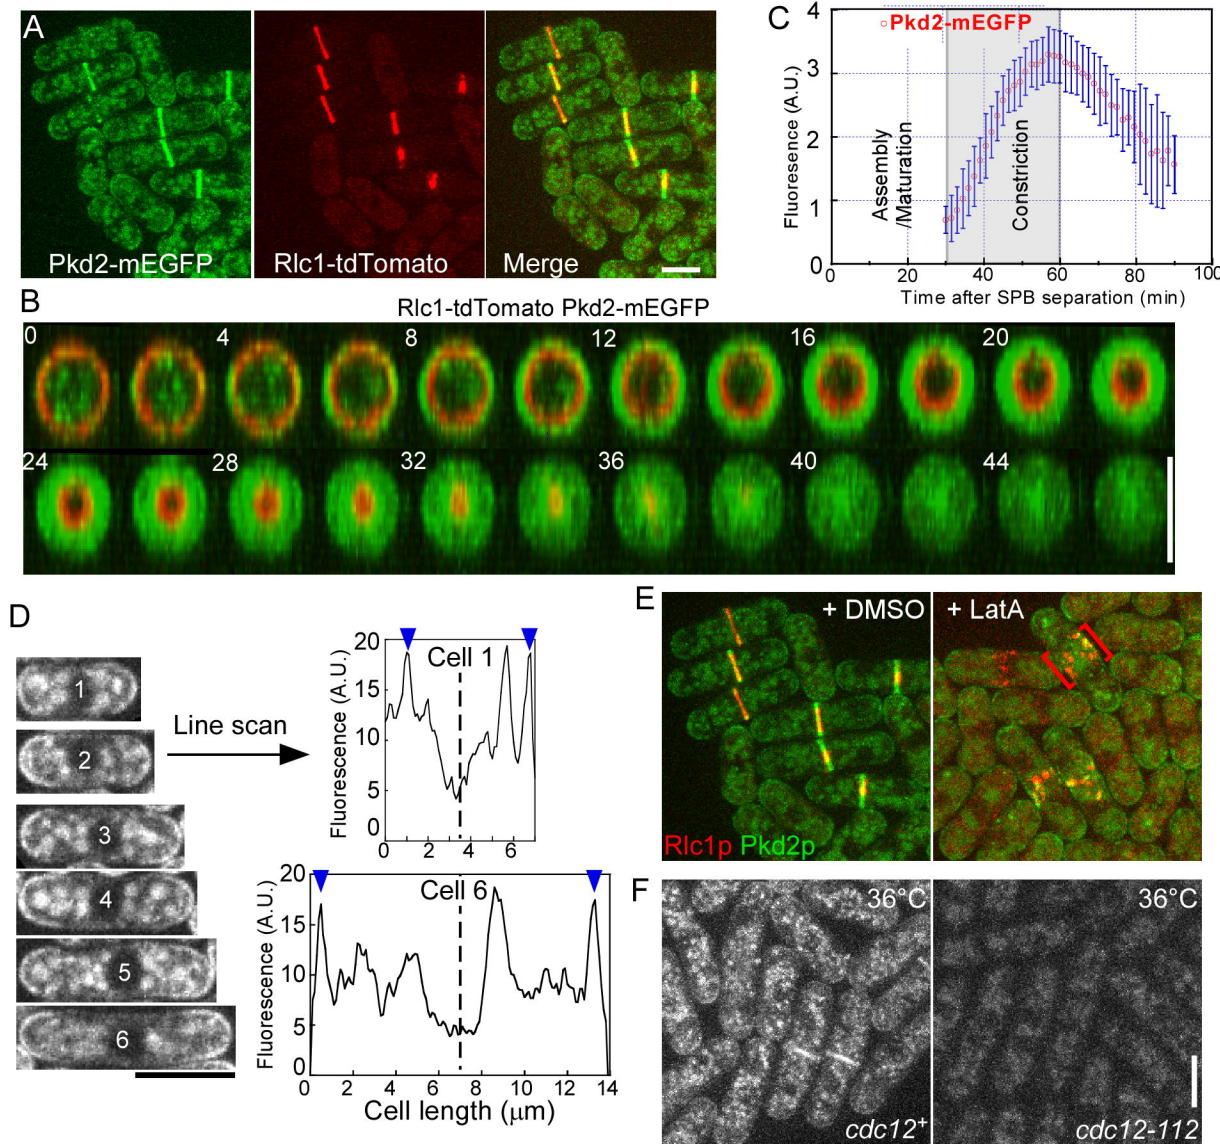 A
Pkd2-mEGFP
Rlc1-tdTomato
Merge
C
Pkd2-mEGFP
Fluoresence (A.U.)
4
3
2
1
0
Assembly
/Maturation
Constriction
0
20
40
60
80
100
Time after SPB separation (min)
B
Rlc1-tdTomato Pkd2-mEGFP
0 4 8 12 16 20
24 28 32 36 40 44
D
1
2
3
4
5
6
Line scan
Cell 1
Fluorescence (A.U.)
20
15
10
5
0
0 2 4 6
Cell 6
Fluorescence (A.U.)
20
15
10
5
0
0 2 4 6 8 10 12 14
Cell length (μm)
E
+ DMSO
+ LatA
Rlc1p Pkd2p
F
36°C
36°C
cdc12⁺
cdc12-112